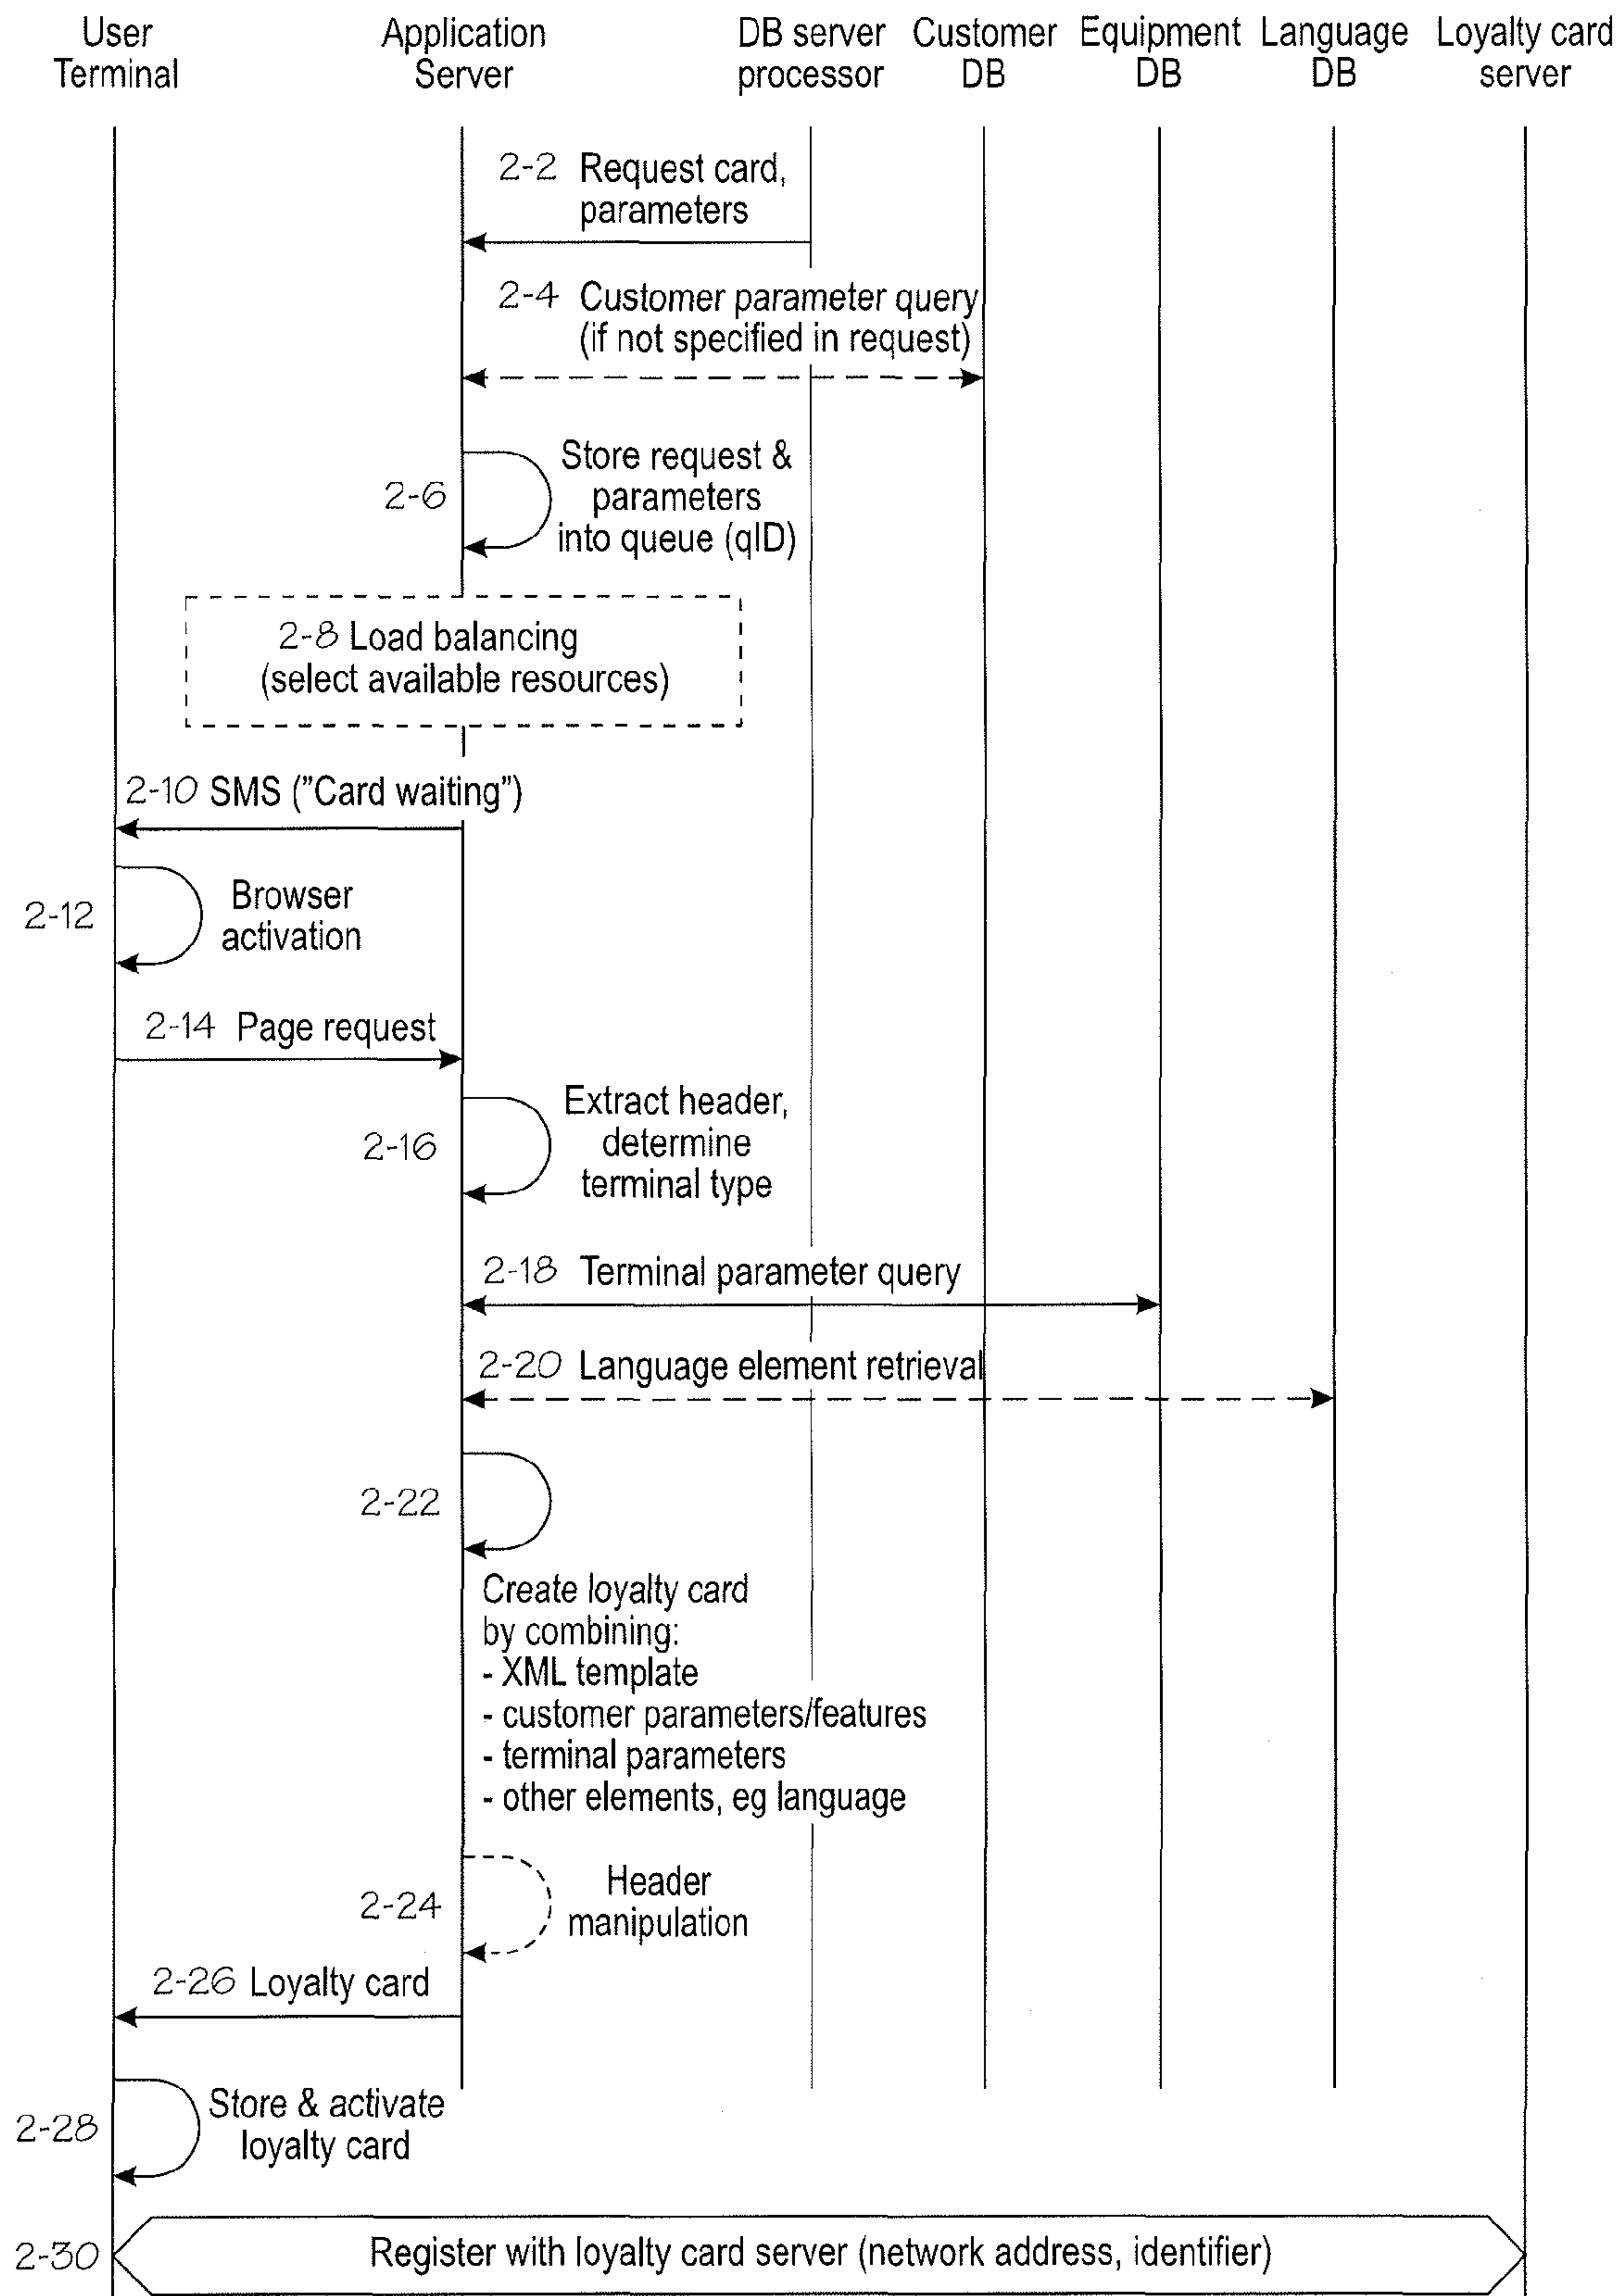 User
Terminal
Application
Server
DB server
processor
Customer
DB
Equipment
DB
Language
DB
Loyalty card
server
2-2 Request card,
parameters
2-4 Customer parameter query
(if not specified in request)
2-6
Store request &
parameters
into queue (qID)
2-8 Load balancing
(select available resources)
2-10 SMS ("Card waiting")
2-12
Browser
activation
2-14 Page request
2-16
Extract header,
determine
terminal type
2-18 Terminal parameter query
2-20 Language element retrieval
2-22
Create loyalty card
by combining:
- XML template
- customer parameters/features
- terminal parameters
- other elements, eg language
2-24
Header
manipulation
2-26 Loyalty card
2-28
Store & activate
loyalty card
2-30
Register with loyalty card server (network address, identifier)